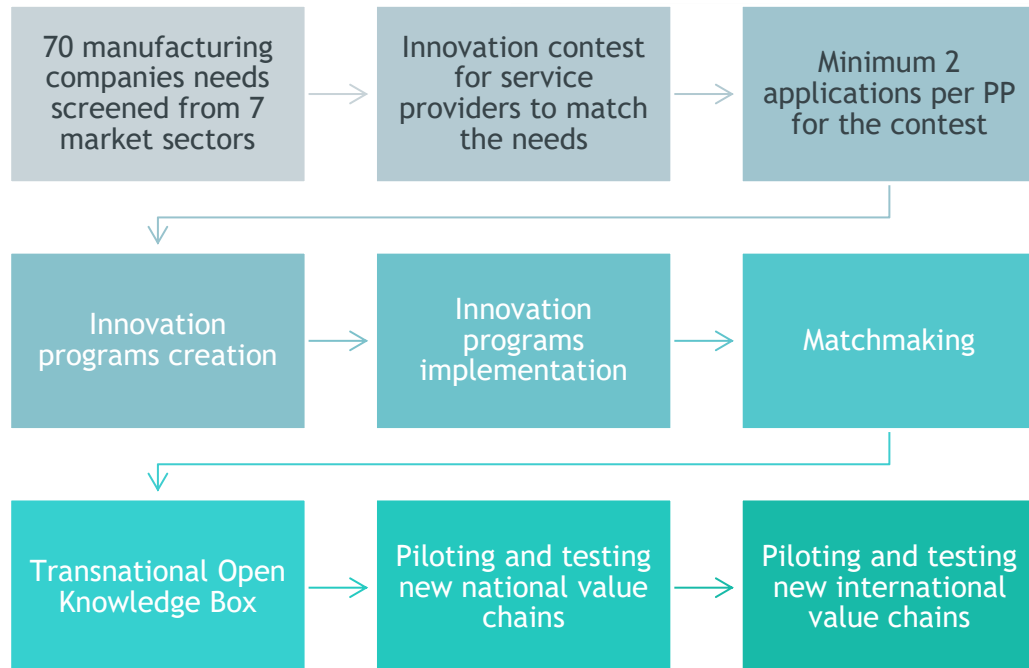 70 manufacturing
companies needs
screened from 7
market sectors
Innovation contest
for service
providers to match
the needs
Minimum 2
applications per PP
for the contest
Innovation
programs creation
Innovation
programs
implementation
Matchmaking
Transnational Open
Knowledge Box
Piloting and testing
new national value
chains
Piloting and testing
new international
value chains